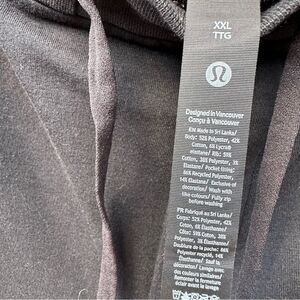 XXL
TTG
Designed in Vancouver
Conçu à Vancouver
EN Made in Sri Lanka/
Body: 52% Polyester, 42%
Cotton, 6% Lycra®
elastane/ Rib: 59%
Cotton, 38% Polyester, 3%
Elastane/ Pocket lining:
86% Recycled Polyester,
14% Elastane/ Exclusive of
decoration/ Wash with
like colours/ Fully zip
before washing
FR Fabriqué au Sri Lanka/
Corps: 52% Polyester, 42%
Coton, 6% Élasthanne/
Côte: 59% Coton, 38%
Polyester, 3% Élasthanne/
Doublure de la poche: 86%
Polyester recyclé, 14%
Élasthanne/ Sauf la
décoration/ Lavage avec
des couleurs similaires/
Remonter la fermeture
éclair avant le lavage